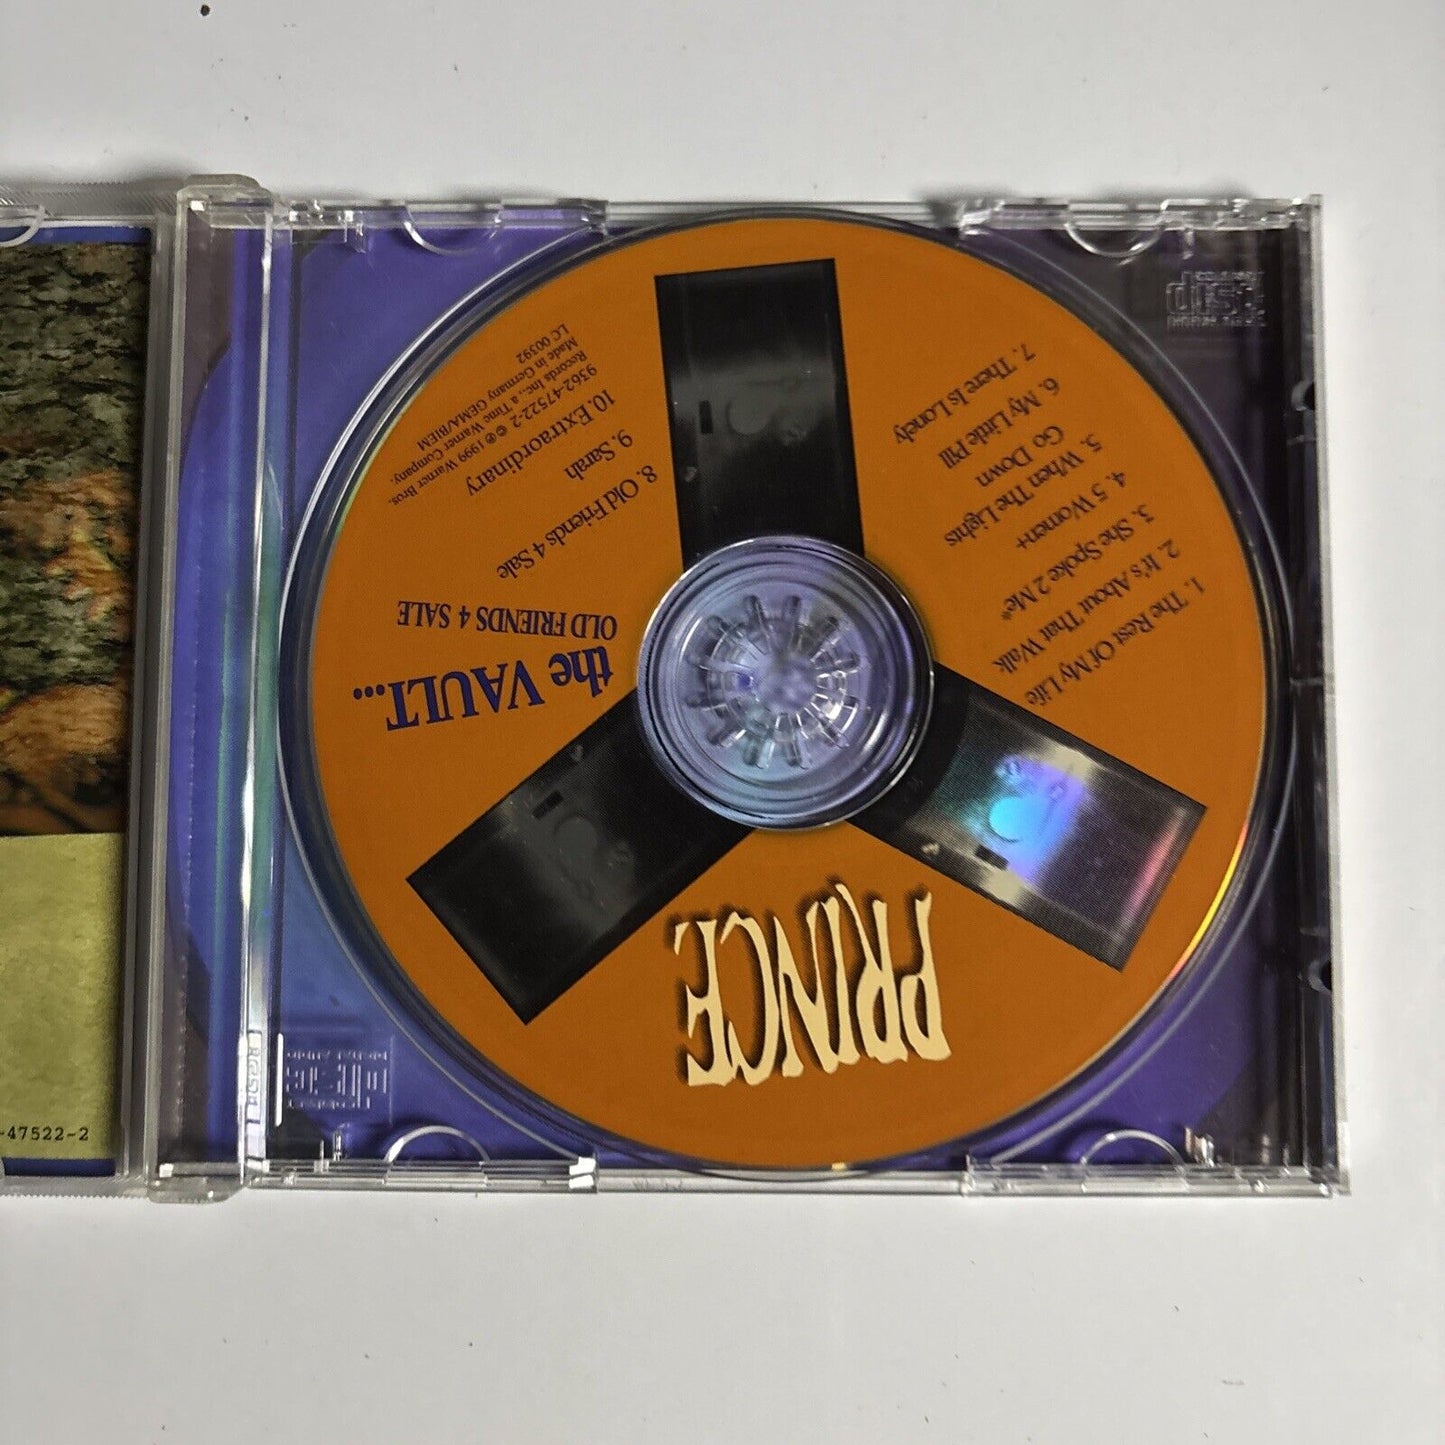 PRINCE
the VAULT...
OLD FRIENDS 4 SALE
1. The Rest Of My Life
2. It's About That Walk
3. She Spoke 2 Me*
4. 5 Women+
5. When The Lights
Go Down
6. My Little Pill
7. There Is Lonely
8. Old Friends 4 Sale
9. Sarah
10. Extraordinary
9362-47522-2 ©℗ 1999 Warner Bros.
Records Inc., a Time Warner Company.
Made in Germany GEMA/BIEM
LC 00392
-47522-2
disc